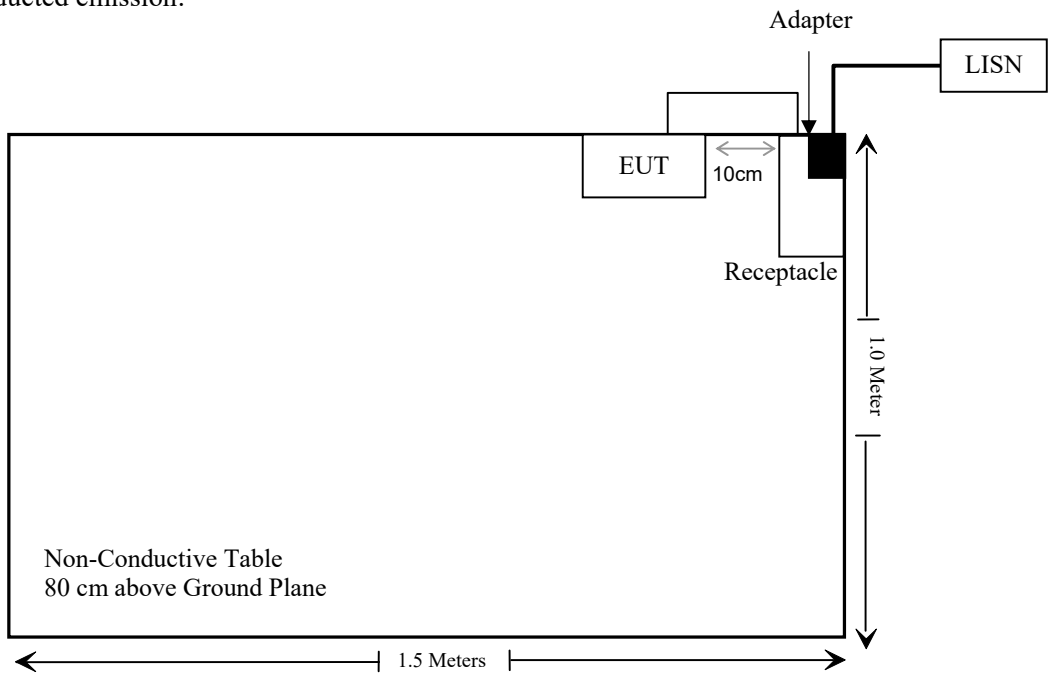 Adapter
LISN
EUT
10cm
Receptacle
1.0 Meter
Non-Conductive Table
80 cm above Ground Plane
1.5 Meters